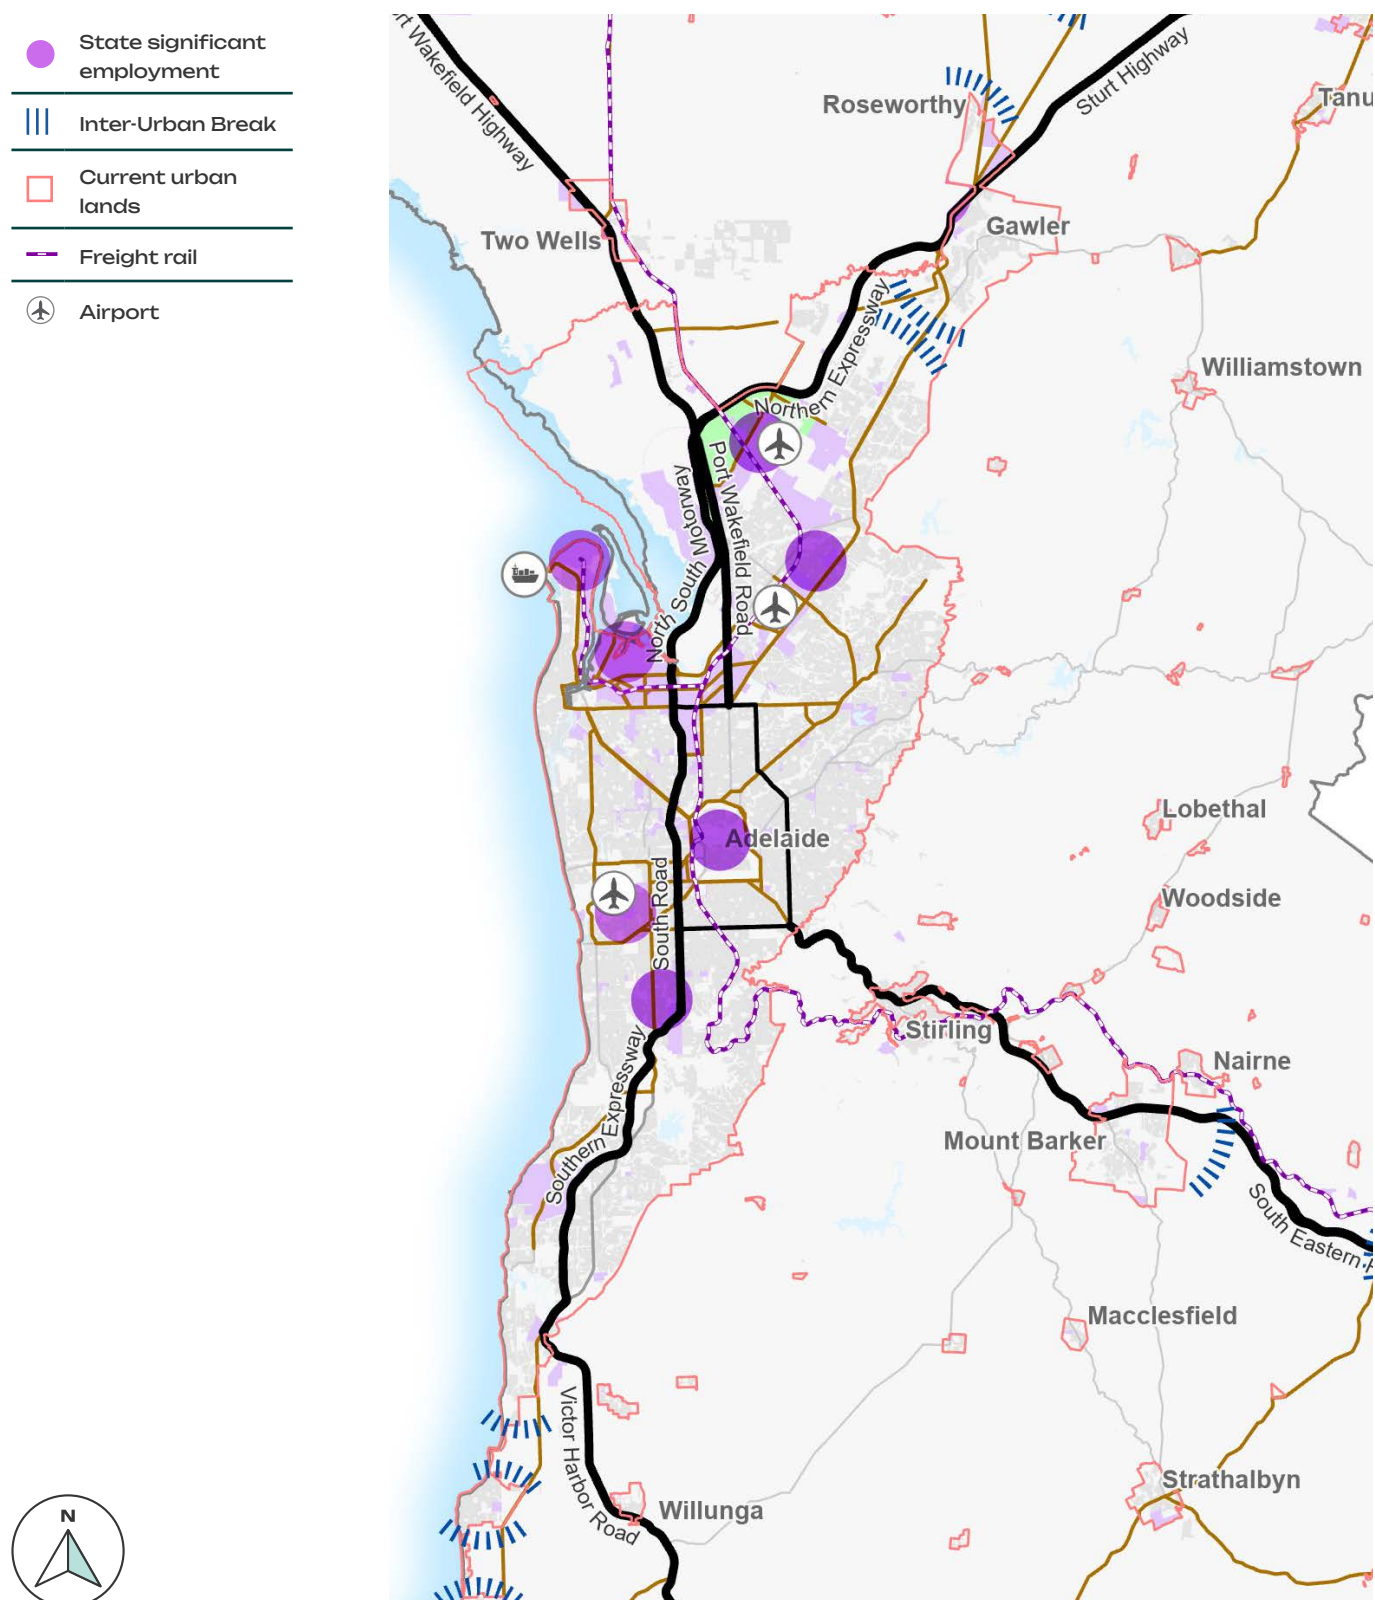 State significant
employment
Inter-Urban Break
Current urban
lands
Freight rail
Airport
N
rt Wakefield Highway
Sturt Highway
Roseworthy
Tanu
Two Wells
Gawler
Northern Expressway
Williamstown
Port Wakefield Road
North South Motorway
Lobethal
Adelaide
South Road
Woodside
Stirling
Nairne
Southern Expressway
Mount Barker
South Eastern F
Macclesfield
Victor Harbor Road
Strathalbyn
Willunga